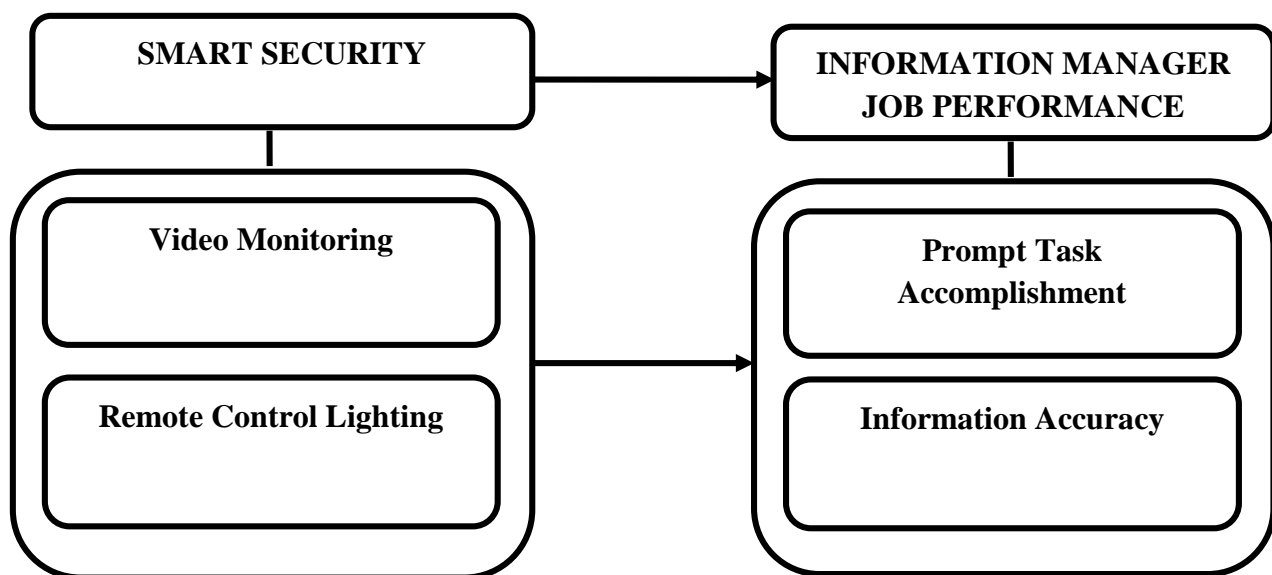 SMART SECURITY
INFORMATION MANAGER
JOB PERFORMANCE
Video Monitoring
Remote Control Lighting
Prompt Task
Accomplishment
Information Accuracy